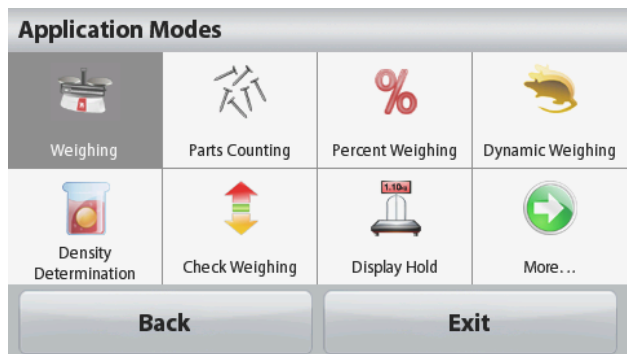 Application Modes
Weighing
Parts Counting
Percent Weighing
Dynamic Weighing
Density
Determination
Check Weighing
1.10kg
Display Hold
More...
Back
Exit